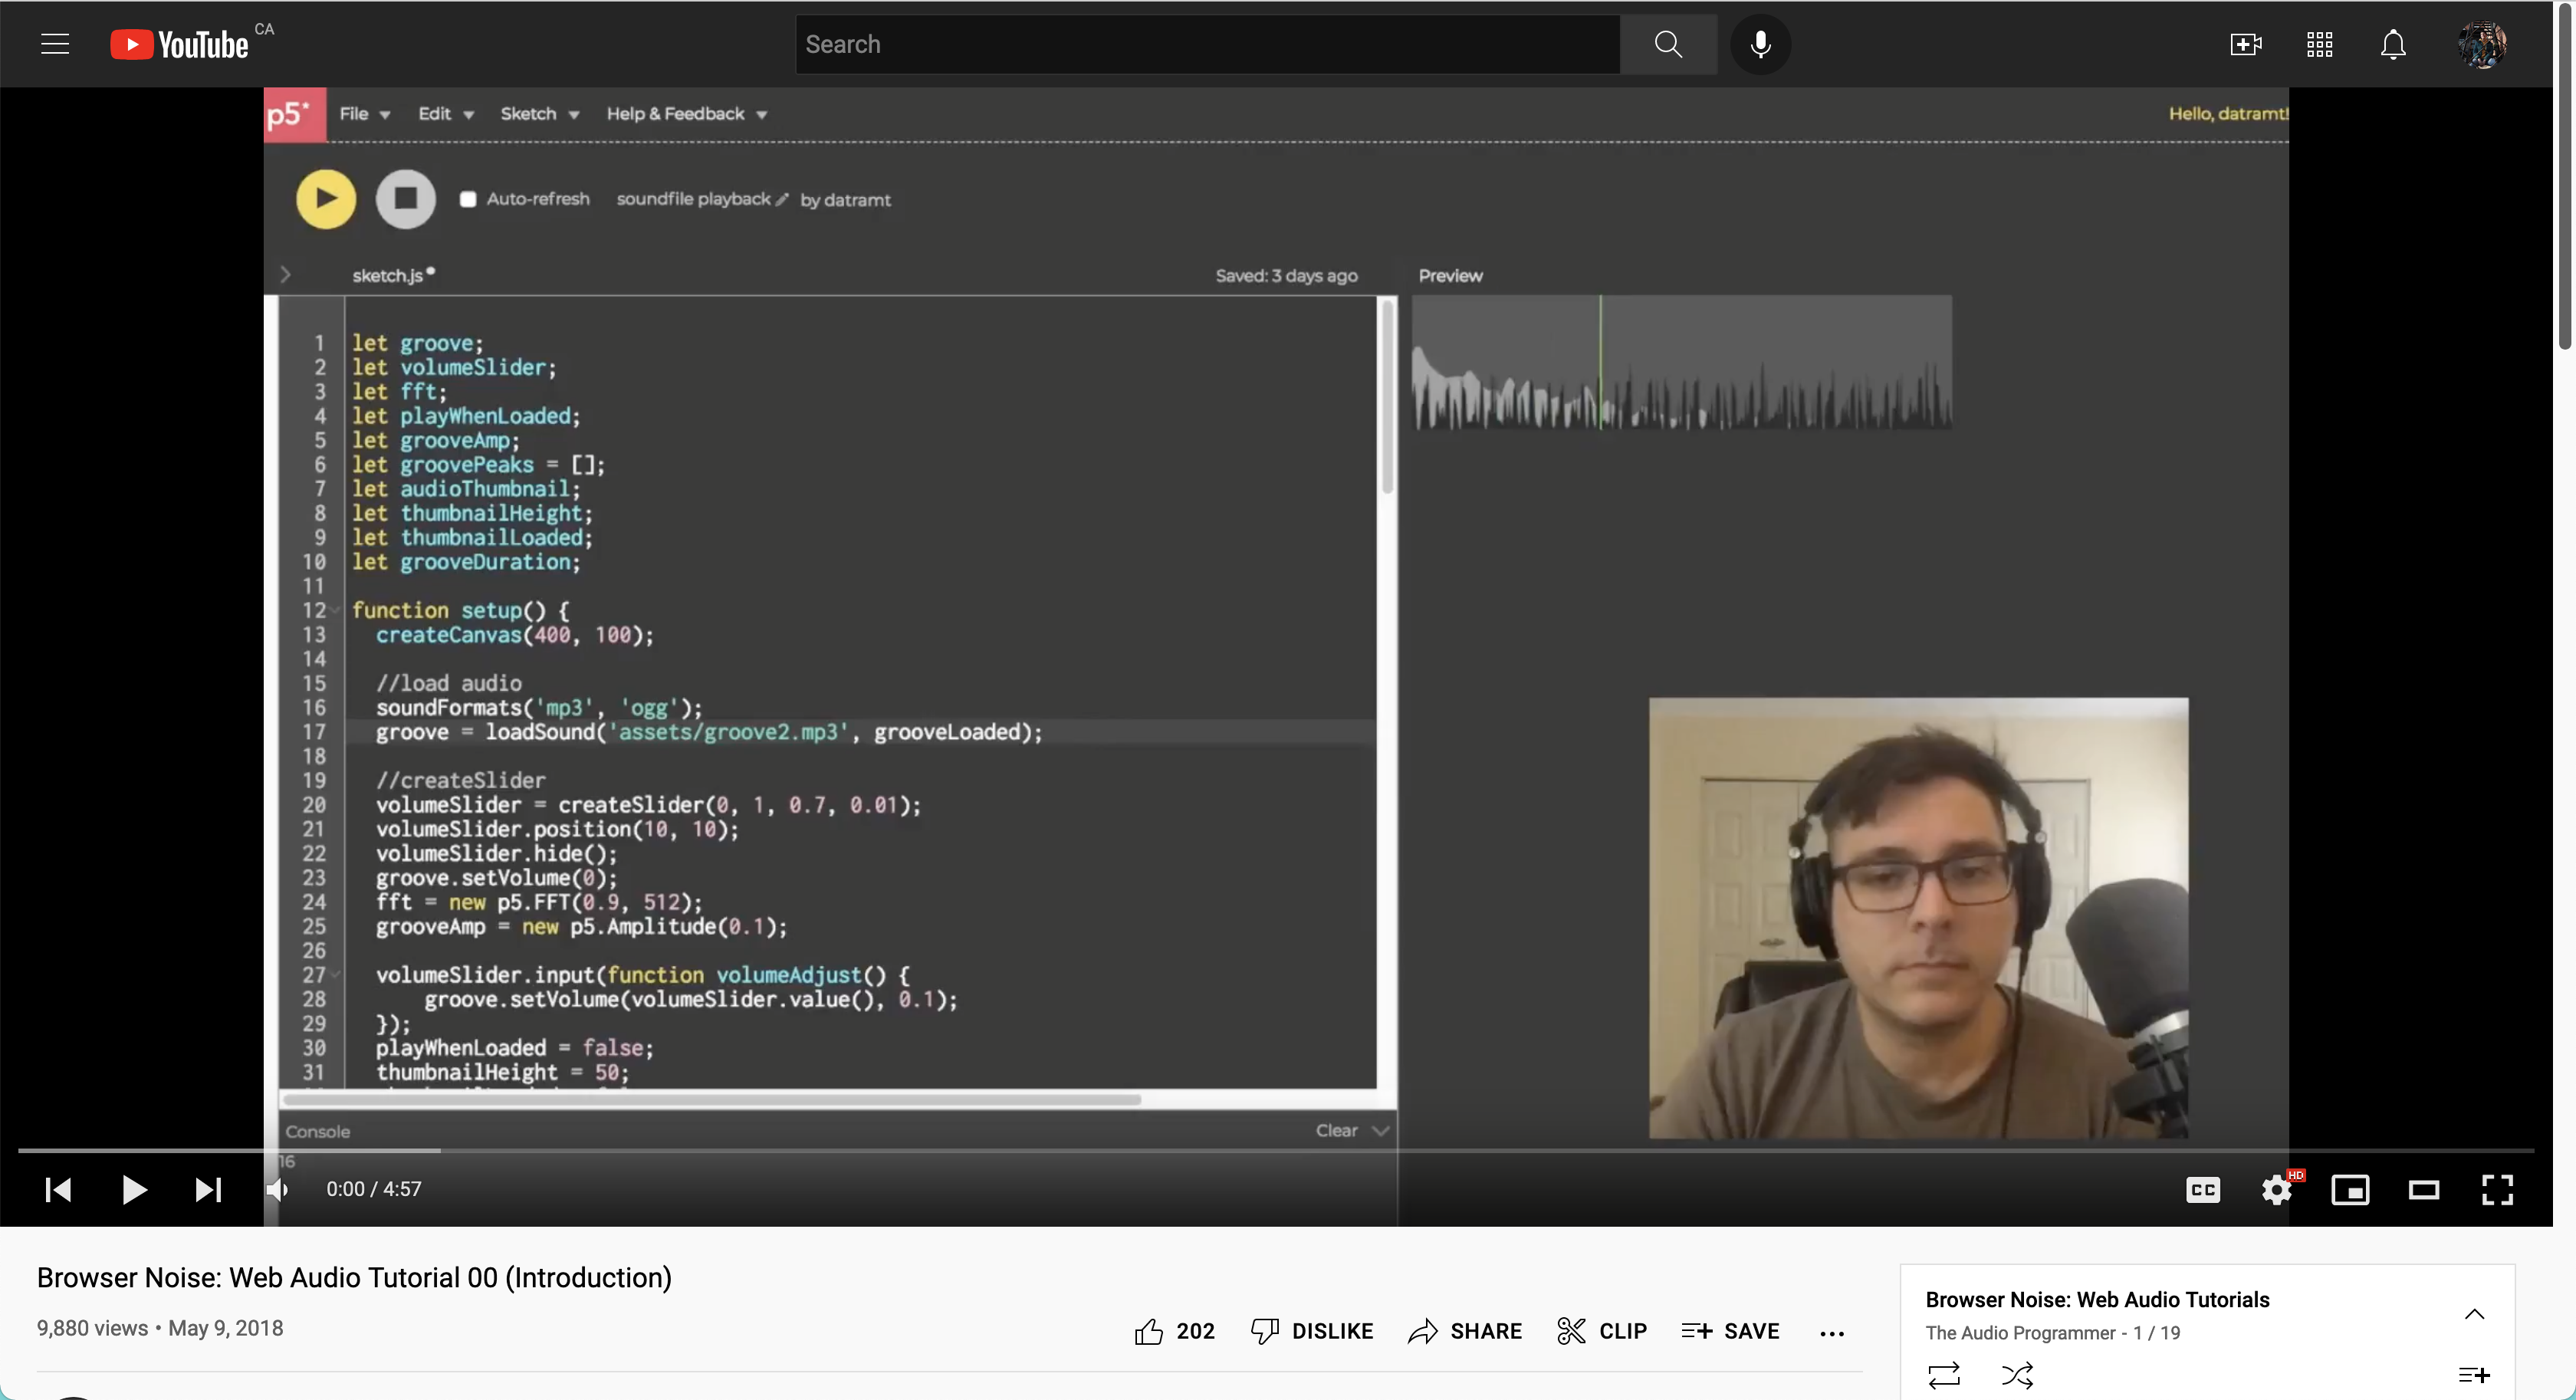 YouTube CA
Search
p5* File Edit Sketch Help & Feedback Hello, datramt!
Auto-refresh soundfile playback by datramt
sketch.js Saved: 3 days ago Preview
1 let groove;
2 let volumeSlider;
3 let fft;
4 let playWhenLoaded;
5 let grooveAmp;
6 let groovePeaks = [];
7 let audioThumbnail;
8 let thumbnailHeight;
9 let thumbnailLoaded;
10 let grooveDuration;
11
12 function setup() {
13 createCanvas(400, 100);
14
15 //load audio
16 soundFormats('mp3', 'ogg');
17 groove = loadSound('assets/groove2.mp3', grooveLoaded);
18
19 //createSlider
20 volumeSlider = createSlider(0, 1, 0.7, 0.01);
21 volumeSlider.position(10, 10);
22 volumeSlider.hide();
23 groove.setVolume(0);
24 fft = new p5.FFT(0.9, 512);
25 grooveAmp = new p5.Amplitude(0.1);
26
27 volumeSlider.input(function volumeAdjust() {
28 groove.setVolume(volumeSlider.value(), 0.1);
29 });
30 playWhenLoaded = false;
31 thumbnailHeight = 50;
Console Clear
16
0:00 / 4:57 CC HD
Browser Noise: Web Audio Tutorial 00 (Introduction)
9,880 views • May 9, 2018
202 DISLIKE SHARE CLIP SAVE
Browser Noise: Web Audio Tutorials
The Audio Programmer - 1 / 19